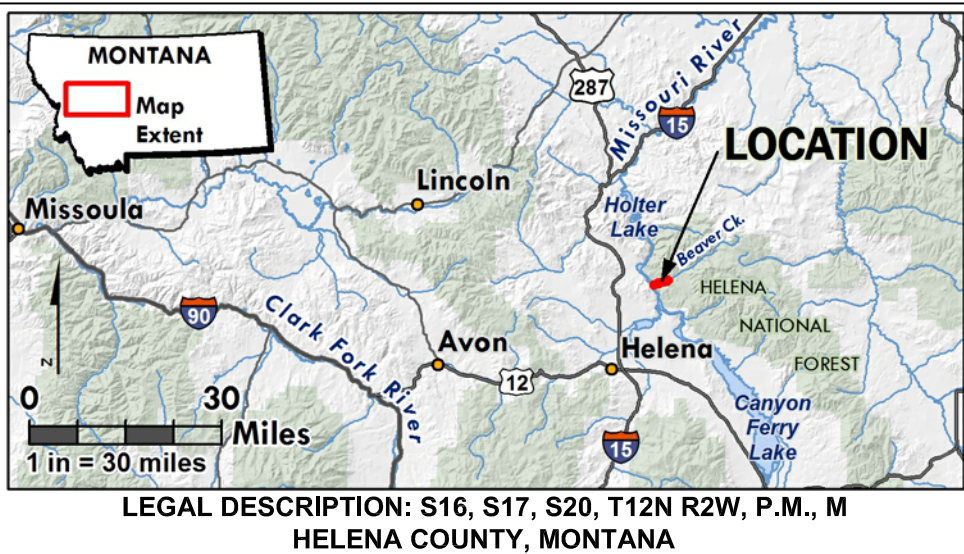 MONTANA
Map
Extent
287
Missouri River
15
LOCATION
Lincoln
Missoula
Holter
Lake
Beaver Ck.
HELENA
NATIONAL
FOREST
90
Clark Fork River
Avon
12
Helena
Canyon
Ferry
Lake
15
N
0 30
Miles
1 in = 30 miles
LEGAL DESCRIPTION: S16, S17, S20, T12N R2W, P.M., M
HELENA COUNTY, MONTANA